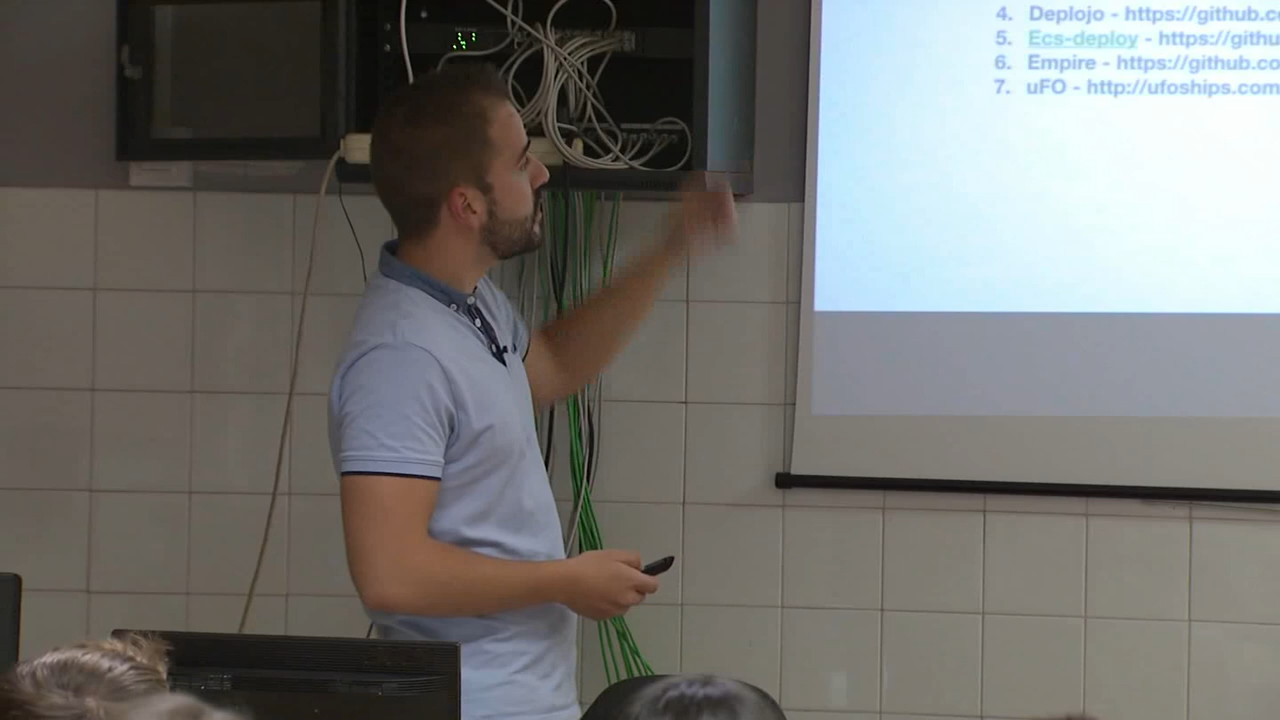 4. Deplojo - https://github.c
5. Ecs-deploy - https://githu
6. Empire - https://github.co
7. uFO - http://ufoships.com